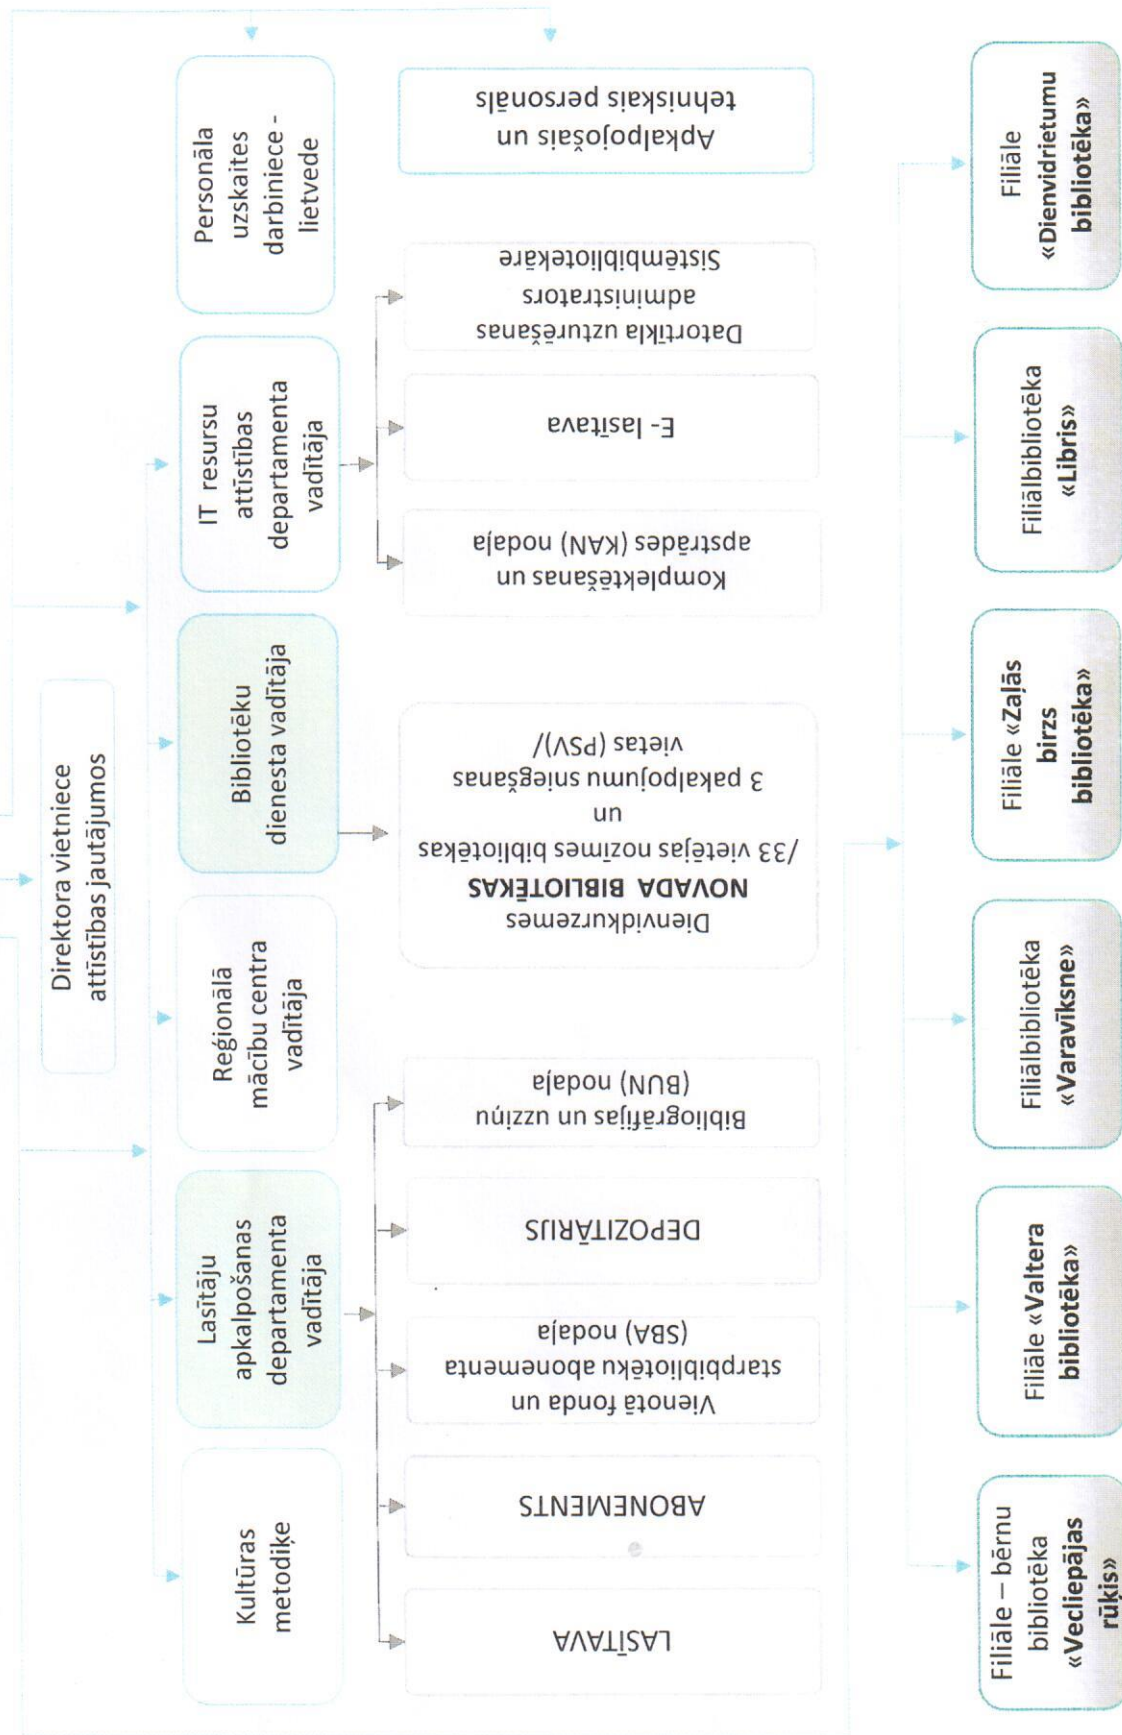 Direktora vietniece
attīstības jautājumos
Kultūras
metodiķe
Lasītāju
apkalpošanas
departamenta
vadītāja
Reģionālā
mācību centra
vadītāja
Bibliotēku
dienesta vadītāja
IT resursu
attīstības
departamenta
vadītāja
Personāla
uzskaites
darbiniece -
lietvede
LASĪTAVA
ABONEMENTS
Vienotā fonda un
starpbibliotēku abonementa
(SBA) nodaļa
DEPOZITĀRIJS
Bibliogrāfijas un uzziņu
(BUN) nodaļa
Dienvidkurzemes
NOVADA BIBLIOTĒKAS
/33 vietējas nozīmes bibliotēkas
un
3 pakalpojumu sniegšanas
vietas (PSV)/
Komplektēšanas un
apstrādes (KAN) nodaļa
E- lasītava
Datortīkla uzturēšanas
administrators
Sistēmbibliotekāre
Apkalpojošais un
tehniskais personāls
Filiāle – bērnu
bibliotēka
«Vecliepājas
rūķis»
Filiāle «Valtera
bibliotēka»
Filiālbibliotēka
«Varavīksne»
Filiāle «Zaļās
birzs
bibliotēka»
Filiālbibliotēka
«Libris»
Filiāle
«Dienvidrietumu
bibliotēka»